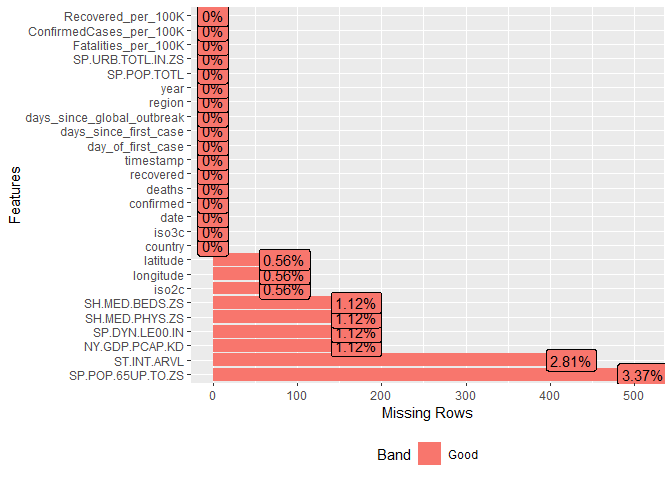 Features
Recovered_per_100K 0%
ConfirmedCases_per_100K 0%
Fatalities_per_100K 0%
SP.URB.TOTL.IN.ZS 0%
SP.POP.TOTL 0%
year 0%
region 0%
days_since_global_outbreak 0%
days_since_first_case 0%
day_of_first_case 0%
timestamp 0%
recovered 0%
deaths 0%
confirmed 0%
date 0%
iso3c 0%
country 0%
latitude 0.56%
longitude 0.56%
iso2c 0.56%
SH.MED.BEDS.ZS 1.12%
SH.MED.PHYS.ZS 1.12%
SP.DYN.LE00.IN 1.12%
NY.GDP.PCAP.KD 1.12%
ST.INT.ARVL 2.81%
SP.POP.65UP.TO.ZS 3.37%
0 100 200 300 400 500
Missing Rows
Band Good